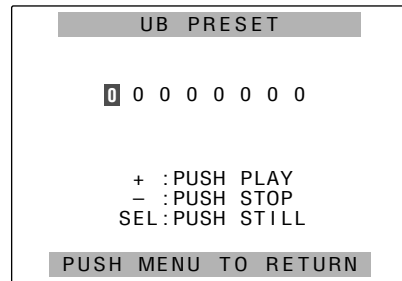 UB PRESET
0 0 0 0 0 0 0 0
+ :PUSH PLAY
– :PUSH STOP
SEL:PUSH STILL
PUSH MENU TO RETURN